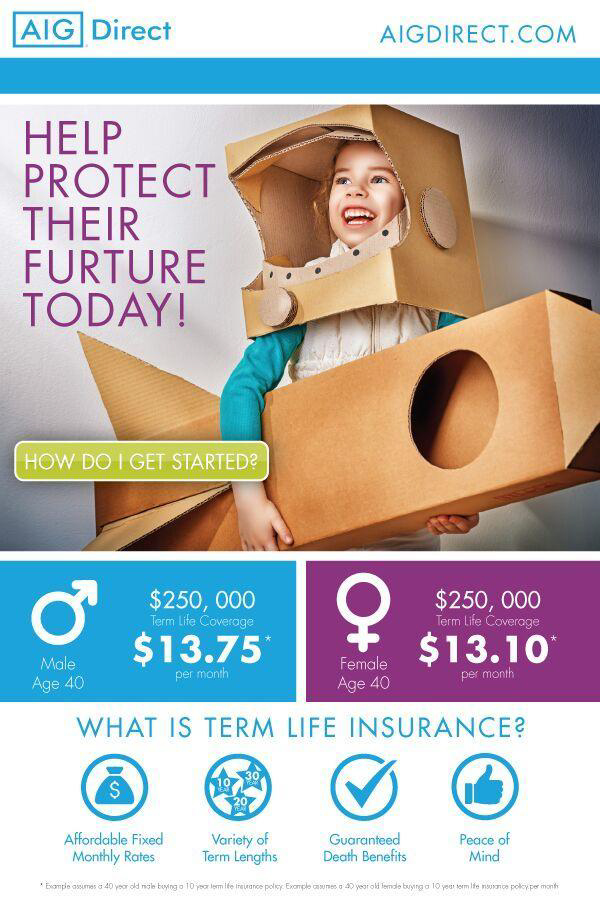 AIG Direct
AIGDIRECT.COM
HELP
PROTECT
THEIR
FURTURE
TODAY!
HOW DO I GET STARTED?
Male
Age 40
$250, 000
Term Life Coverage
$13.75*
per month
Female
Age 40
$250, 000
Term Life Coverage
$13.10*
per month
WHAT IS TERM LIFE INSURANCE?
$
Affordable Fixed
Monthly Rates
10
YEAR
30
YEAR
20
YEAR
Variety of
Term Lengths
Guaranteed
Death Benefits
Peace of
Mind
* Example assumes a 40 year old male buying a 10 year term life insurance policy. Example assumes a 40 year old female buying a 10 year term life insurance policy.per month